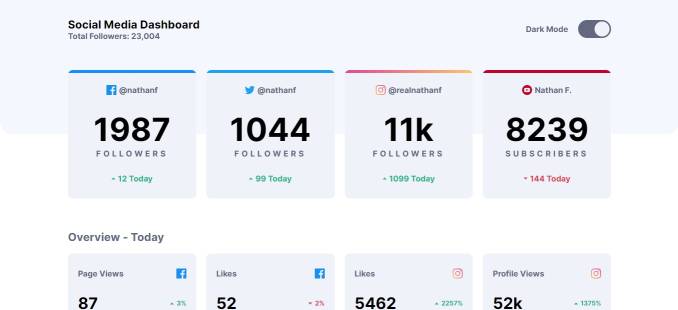 Social Media Dashboard
Total Followers: 23,004
Dark Mode
@nathanf
1987
FOLLOWERS
12 Today
@nathanf
1044
FOLLOWERS
99 Today
@realnathanf
11k
FOLLOWERS
1099 Today
Nathan F.
8239
SUBSCRIBERS
144 Today
Overview - Today
Page Views
87
3%
Likes
52
2%
Likes
5462
2257%
Profile Views
52k
1375%